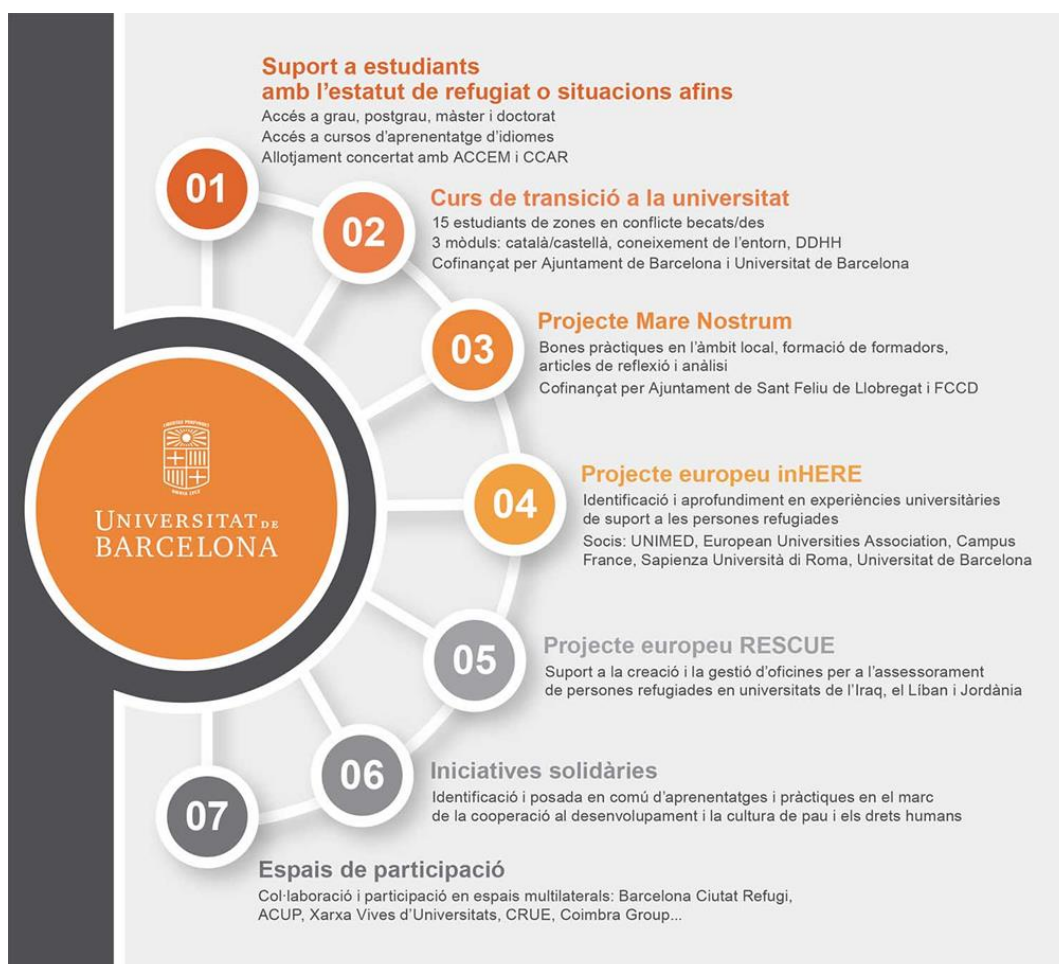 Suport a estudiants
amb l'estatut de refugiat o situacions afins
Accés a grau, postgrau, màster i doctorat
Accés a cursos d'aprenentatge d'idiomes
Allotjament concertat amb ACCEM i CCAR
01
Curs de transició a la universitat
15 estudiants de zones en conflicte becats/des
3 mòduls: català/castellà, coneixement de l'entorn, DDHH
Cofinançat per Ajuntament de Barcelona i Universitat de Barcelona
02
Projecte Mare Nostrum
Bones pràctiques en l'àmbit local, formació de formadors,
articles de reflexió i anàlisi
Cofinançat per Ajuntament de Sant Feliu de Llobregat i FCCD
03
Projecte europeu inHERE
Identificació i aprofundiment en experiències universitàries
de suport a les persones refugiades
Socis: UNIMED, European Universities Association, Campus
France, Sapienza Università di Roma, Universitat de Barcelona
04
UNIVERSITAT DE
BARCELONA
Projecte europeu RESCUE
Suport a la creació i la gestió d'oficines per a l'assessorament
de persones refugiades en universitats de l'Iraq, el Líban i Jordània
05
Iniciatives solidàries
Identificació i posada en comú d'aprenentatges i pràctiques en el marc
de la cooperació al desenvolupament i la cultura de pau i els drets humans
06
07
Espais de participació
Col·laboració i participació en espais multilaterals: Barcelona Ciutat Refugi,
ACUP, Xarxa Vives d'Universitats, CRUE, Coimbra Group...